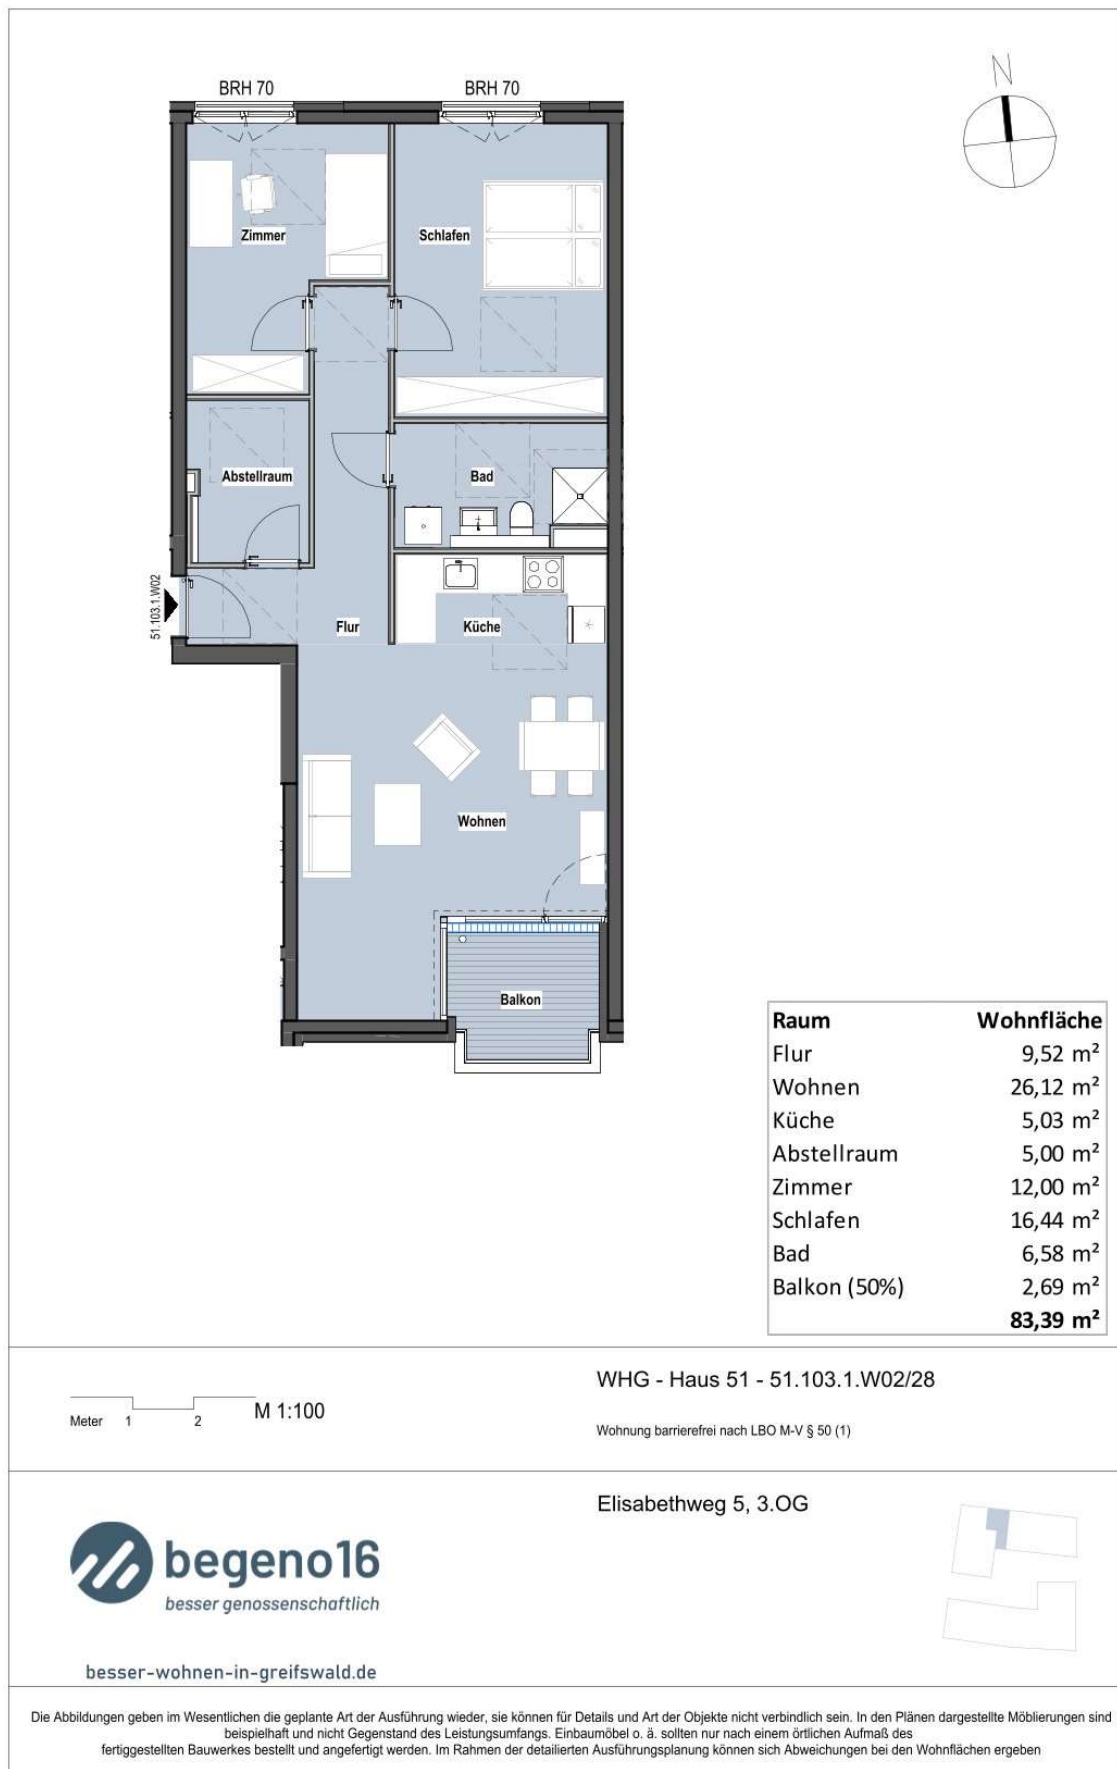 BRH 70 BRH 70
N
Zimmer Schlafen
Abstellraum Bad
51.103.1.W02
Flur Küche
Wohnen
Balkon
Raum Wohnfläche
Flur 9,52 m²
Wohnen 26,12 m²
Küche 5,03 m²
Abstellraum 5,00 m²
Zimmer 12,00 m²
Schlafen 16,44 m²
Bad 6,58 m²
Balkon (50%) 2,69 m²
83,39 m²
Meter 1 2 M 1:100
WHG - Haus 51 - 51.103.1.W02/28
Wohnung barrierefrei nach LBO M-V § 50 (1)
Elisabethweg 5, 3.OG
begeno16
besser genossenschaftlich
besser-wohnen-in-greifswald.de
Die Abbildungen geben im Wesentlichen die geplante Art der Ausführung wieder, sie können für Details und Art der Objekte nicht verbindlich sein. In den Plänen dargestellte Möblierungen sind
beispielhaft und nicht Gegenstand des Leistungsumfangs. Einbaumöbel o. ä. sollten nur nach einem örtlichen Aufmaß des
fertiggestellten Bauwerkes bestellt und angefertigt werden. Im Rahmen der detailierten Ausführungsplanung können sich Abweichungen bei den Wohnflächen ergeben